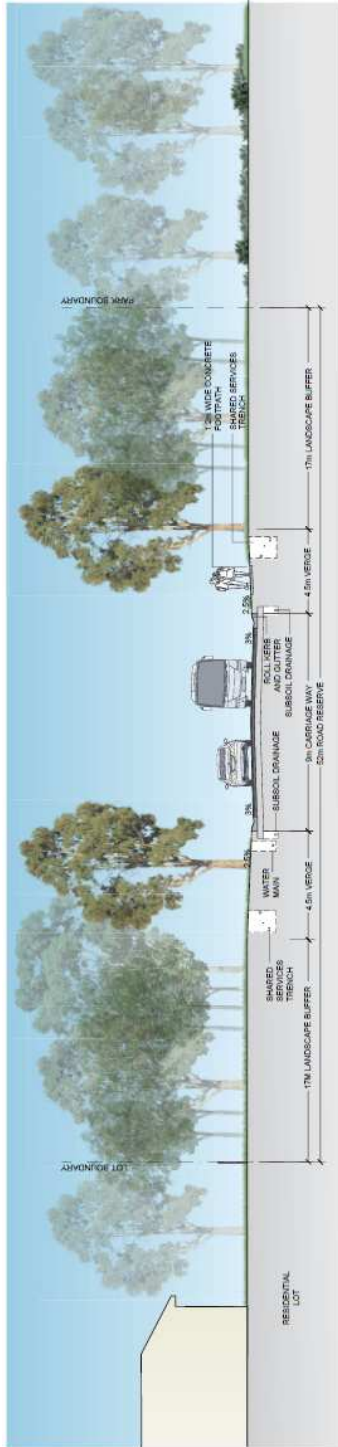 LOT BOUNDARY
PARK BOUNDARY
1.2m WIDE CONCRETE
FOOTPATH
SHARED SERVICES
TRENCH
2.5%
3%
3%
2.5%
RESIDENTIAL
LOT
SHARED
SERVICES
TRENCH
WATER
MAIN
SUBSOIL DRAINAGE
ROLL KERB
AND GUTTER
SUBSOIL DRAINAGE
17M LANDSCAPE BUFFER
4.5m VERGE
9m CARRIAGE WAY
4.5m VERGE
17m LANDSCAPE BUFFER
52m ROAD RESERVE